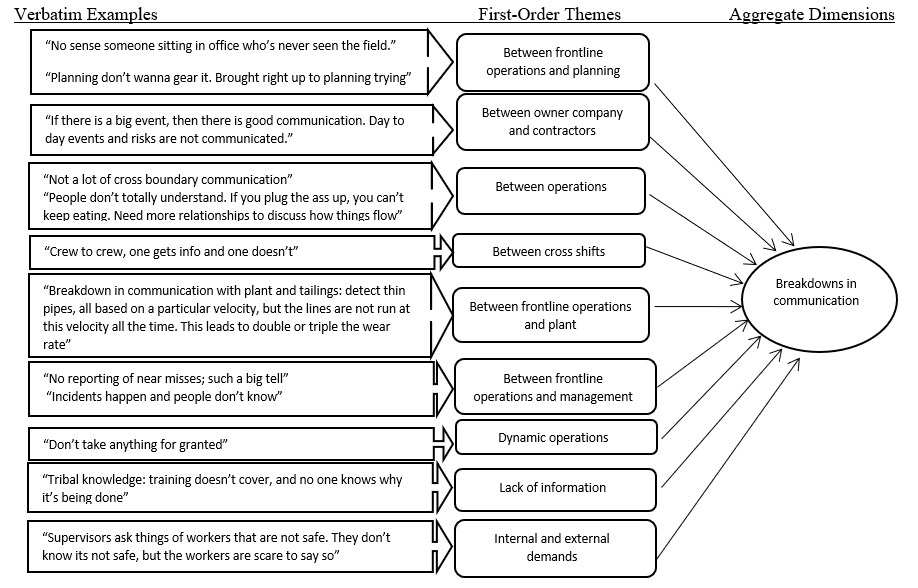 Verbatim Examples
First-Order Themes
Aggregate Dimensions
“No sense someone sitting in office who’s never seen the field.”
“Planning don’t wanna gear it. Brought right up to planning trying”
Between frontline
operations and planning
“If there is a big event, then there is good communication. Day to
day events and risks are not communicated.”
Between owner company
and contractors
“Not a lot of cross boundary communication”
“People don’t totally understand. If you plug the ass up, you can’t
keep eating. Need more relationships to discuss how things flow”
Between operations
“Crew to crew, one gets info and one doesn’t”
Between cross shifts
“Breakdown in communication with plant and tailings: detect thin
pipes, all based on a particular velocity, but the lines are not run at
this velocity all the time. This leads to double or triple the wear
rate”
Between frontline operations
and plant
“No reporting of near misses; such a big tell”
“Incidents happen and people don’t know”
Between frontline
operations and management
“Don’t take anything for granted”
Dynamic operations
“Tribal knowledge: training doesn’t cover, and no one knows why
it’s being done”
Lack of information
“Supervisors ask things of workers that are not safe. They don’t
know its not safe, but the workers are scare to say so”
Internal and external
demands
Breakdowns in
communication